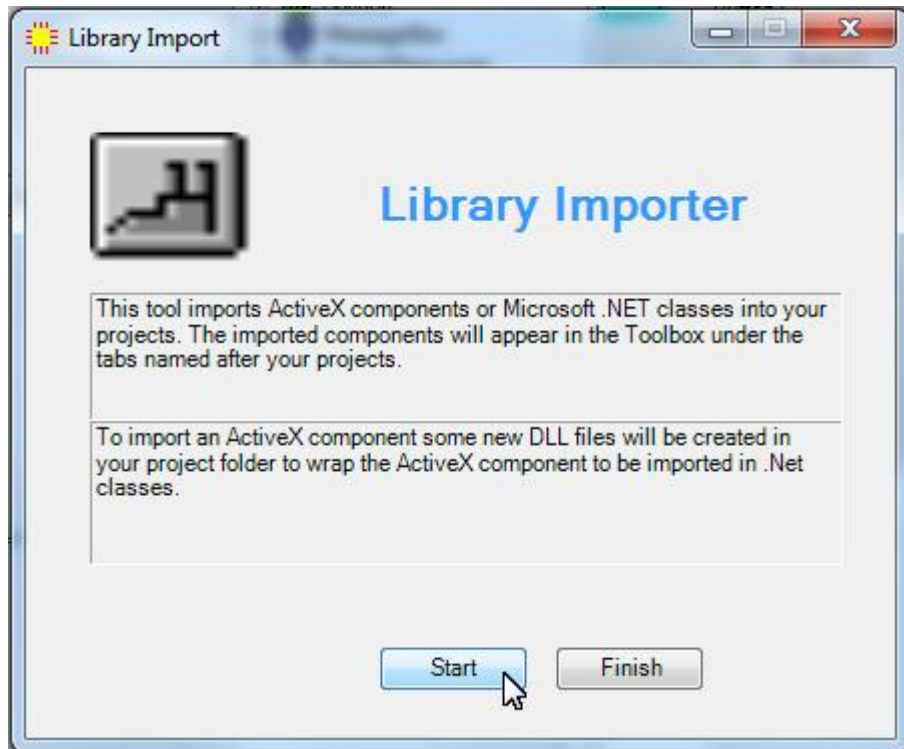 Library Import
Library Importer
This tool imports ActiveX components or Microsoft .NET classes into your
projects. The imported components will appear in the Toolbox under the
tabs named after your projects.
To import an ActiveX component some new DLL files will be created in
your project folder to wrap the ActiveX component to be imported in .Net
classes.
Start
Finish